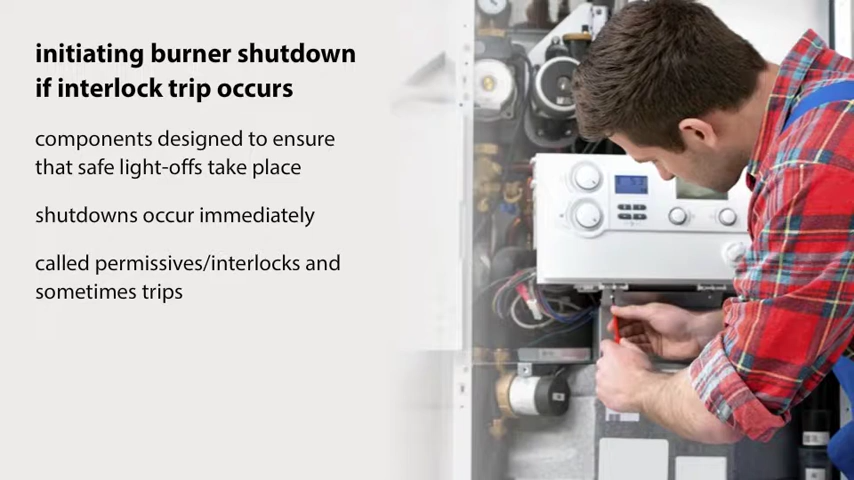 initiating burner shutdown
if interlock trip occurs
components designed to ensure
that safe light-offs take place
shutdowns occur immediately
called permissives/interlocks and
sometimes trips